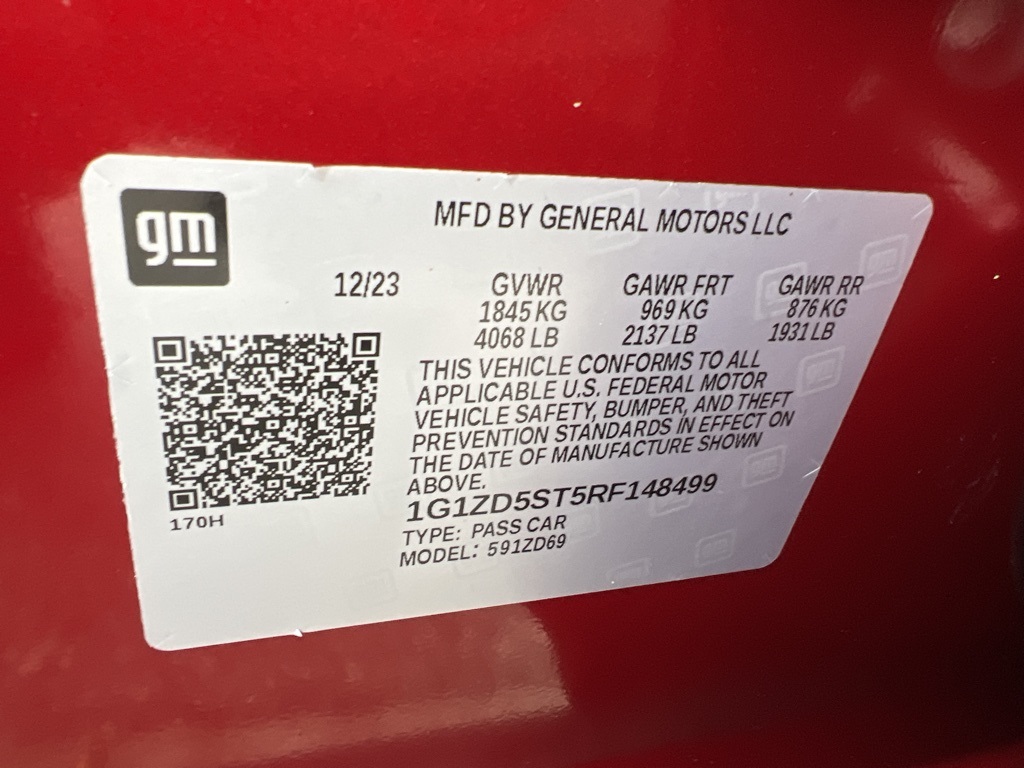 gm
MFD BY GENERAL MOTORS LLC
12/23 GVWR GAWR FRT GAWR RR
1845 KG 969 KG 876 KG
4068 LB 2137 LB 1931 LB
THIS VEHICLE CONFORMS TO ALL
APPLICABLE U.S. FEDERAL MOTOR
VEHICLE SAFETY, BUMPER, AND THEFT
PREVENTION STANDARDS IN EFFECT ON
THE DATE OF MANUFACTURE SHOWN
ABOVE.
1G1ZD5ST5RF148499
170H
TYPE: PASS CAR
MODEL: 591ZD69